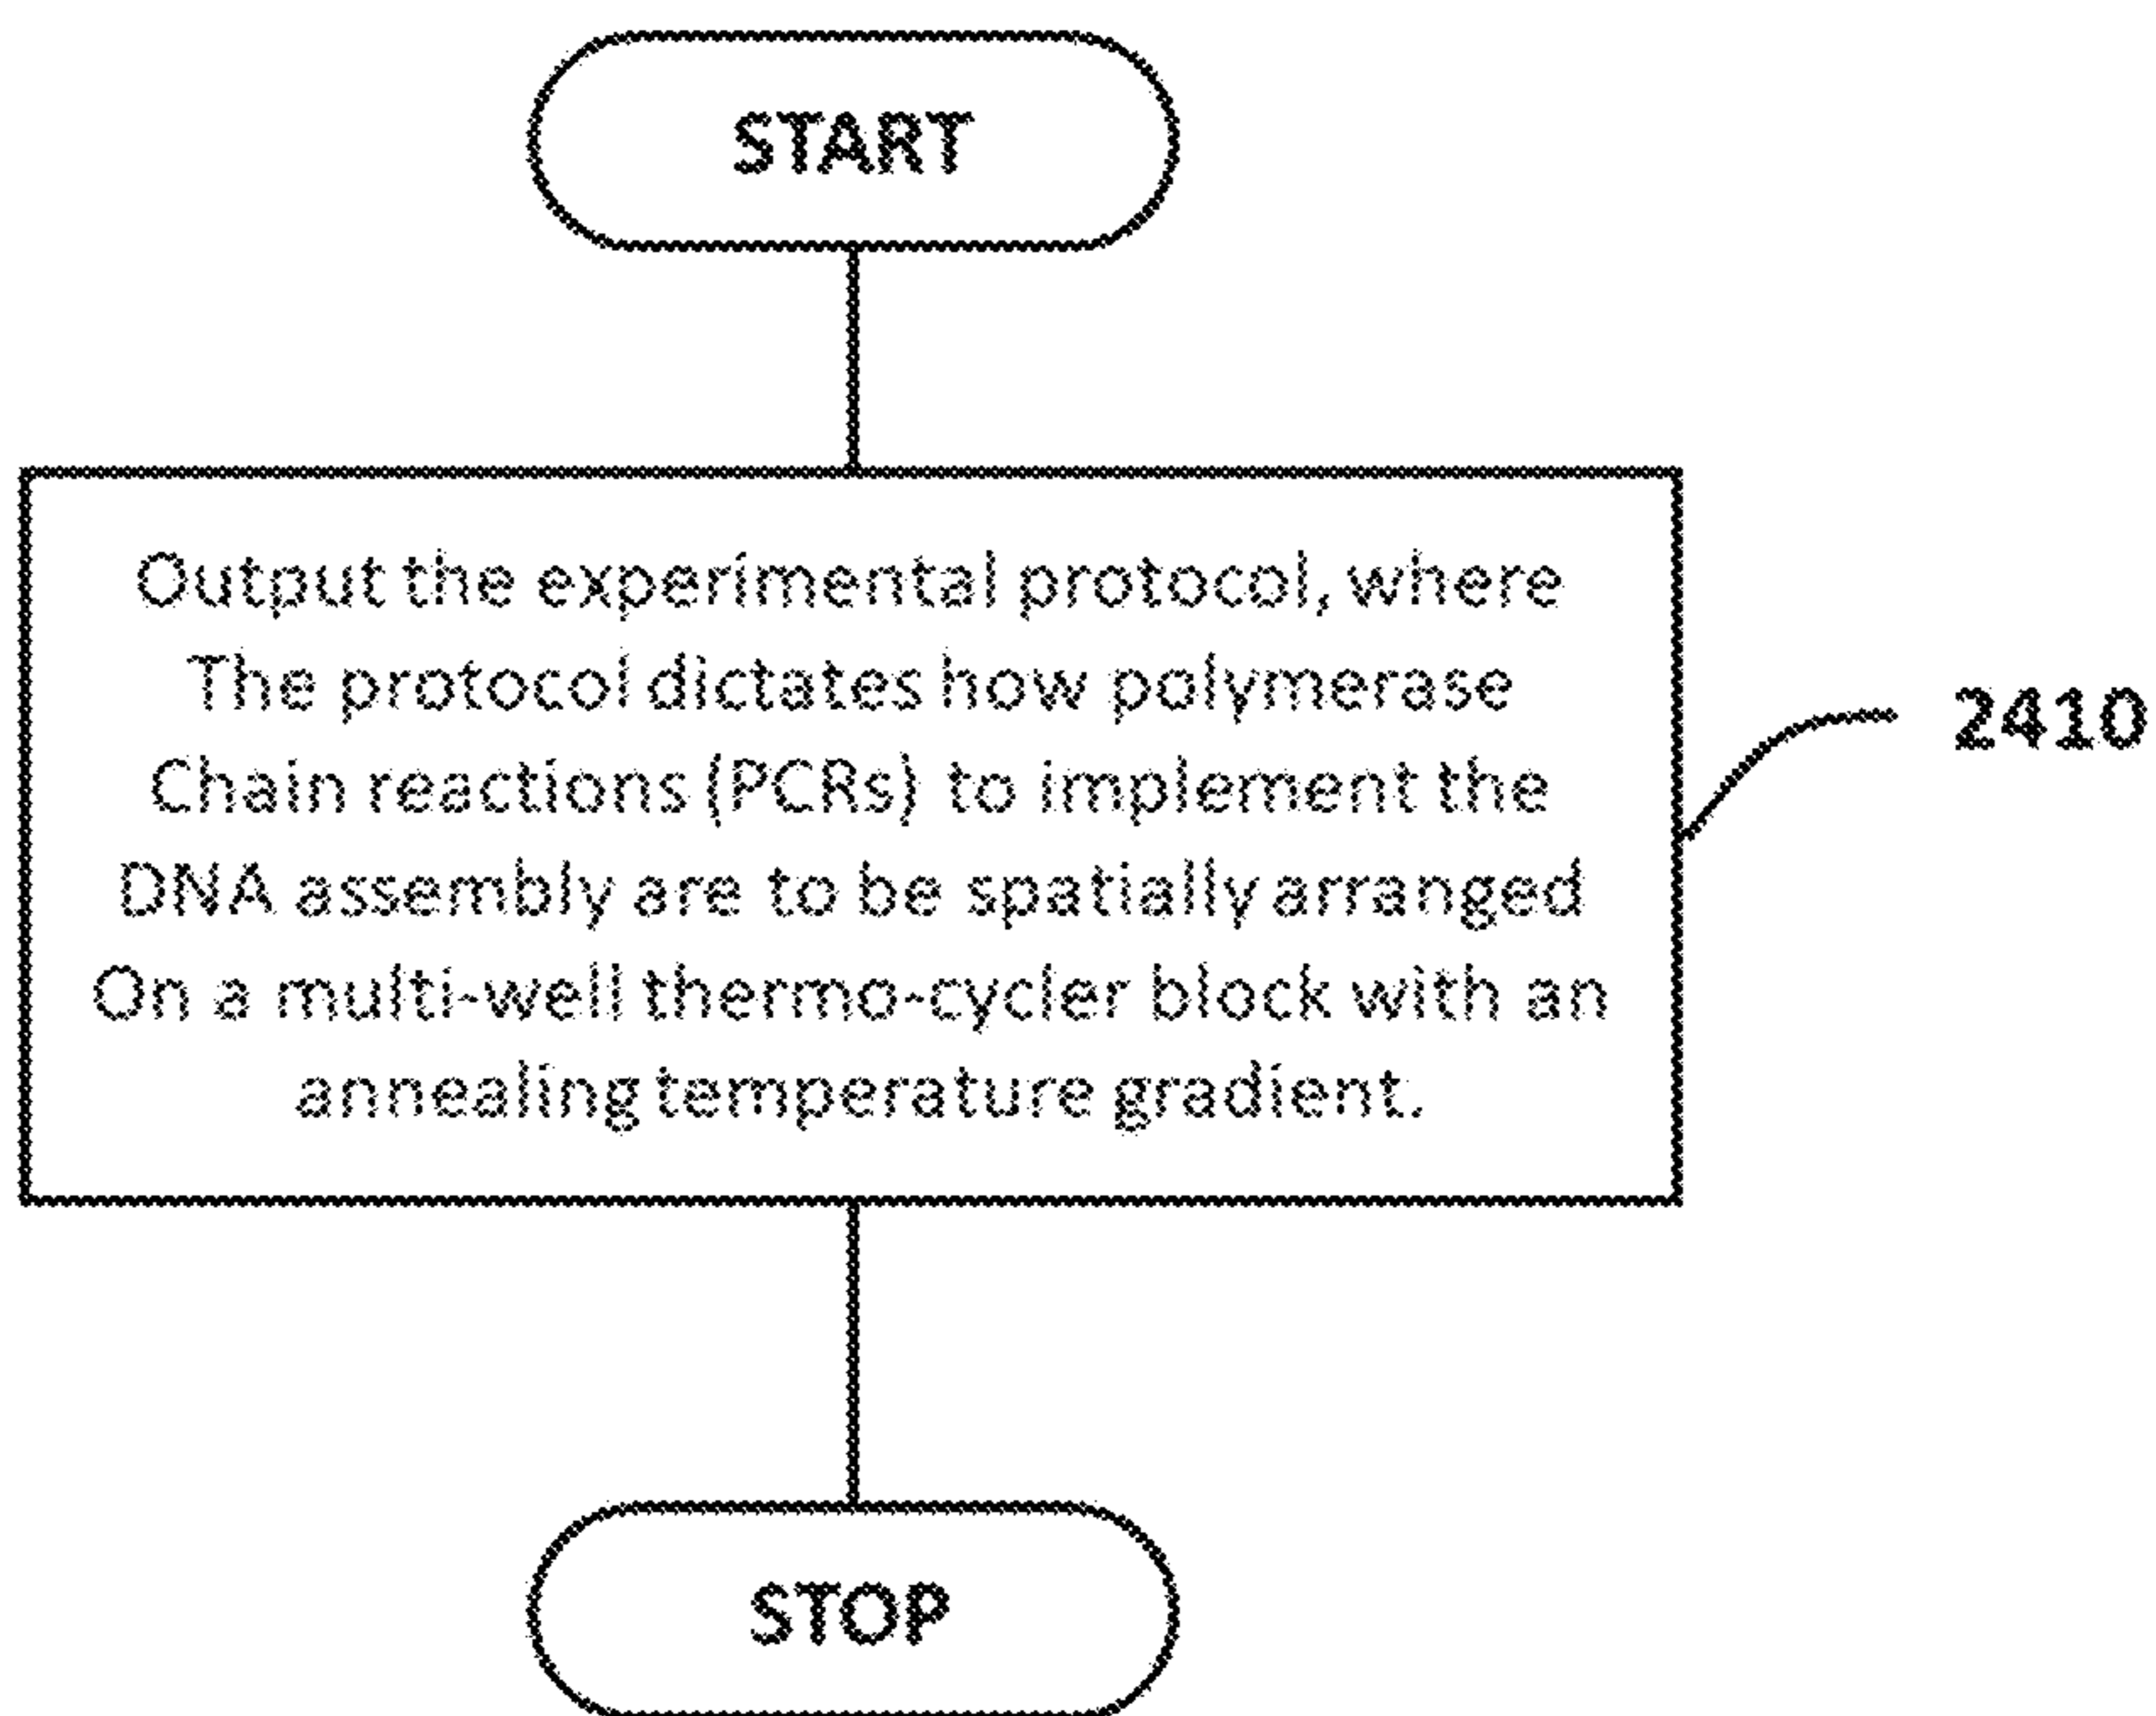 START
Output the experimental protocol, where
The protocol dictates how polymerase
Chain reactions (PCRs) to implement the
DNA assembly are to be spatially arranged
On a multi-well thermo-cycler block with an
annealing temperature gradient.
2410
STOP